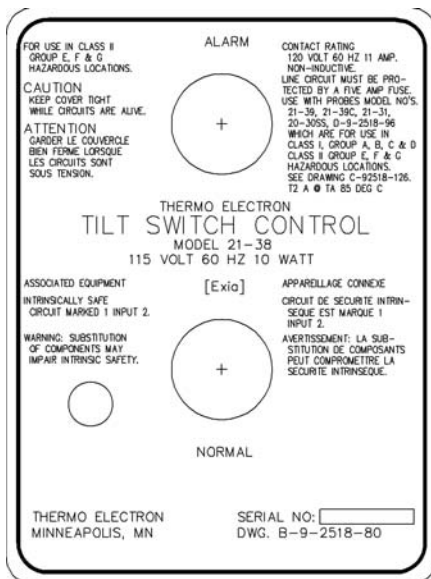 FOR USE IN CLASS II
GROUP E, F & G
HAZARDOUS LOCATIONS.
CAUTION
KEEP COVER TIGHT
WHILE CIRCUITS ARE ALIVE.
ATTENTION
GARDER LE COUVERCLE
BIEN FERME LORSQUE
LES CIRCUITS SONT
SOUS TENSION.
ALARM
CONTACT RATING
120 VOLT 60 HZ 11 AMP.
NON-INDUCTIVE.
LINE CIRCUIT MUST BE PRO-
TECTED BY A FIVE AMP FUSE.
USE WITH PROBES MODEL NO'S.
21-39, 21-39C, 21-31,
20-30SS, D-9-2518-96
WHICH ARE FOR USE IN
CLASS I, GROUP A, B, C & D
CLASS II GROUP E, F & G
HAZARDOUS LOCATIONS.
SEE DRAWING C-92518-126.
T2 A @ TA 85 DEG C
THERMO ELECTRON
TILT SWITCH CONTROL
MODEL 21-38
115 VOLT 60 HZ 10 WATT
ASSOCIATED EQUIPMENT
INTRINSICALLY SAFE
CIRCUIT MARKED 1 INPUT 2.
WARNING: SUBSTITUTION
OF COMPONENTS MAY
IMPAIR INTRINSIC SAFETY.
[Exia]
APPAREILLAGE CONNEXE
CIRCUIT DE SECURITE INTRIN-
SEQUE EST MARQUE 1
INPUT 2.
AVERTISSEMENT: LA SUB-
STITUTION DE COMPOSANTS
PEUT COMPROMETTRE LA
SECURITE INTRINSEQUE.
NORMAL
THERMO ELECTRON
MINNEAPOLIS, MN
SERIAL NO:
DWG. B-9-2518-80